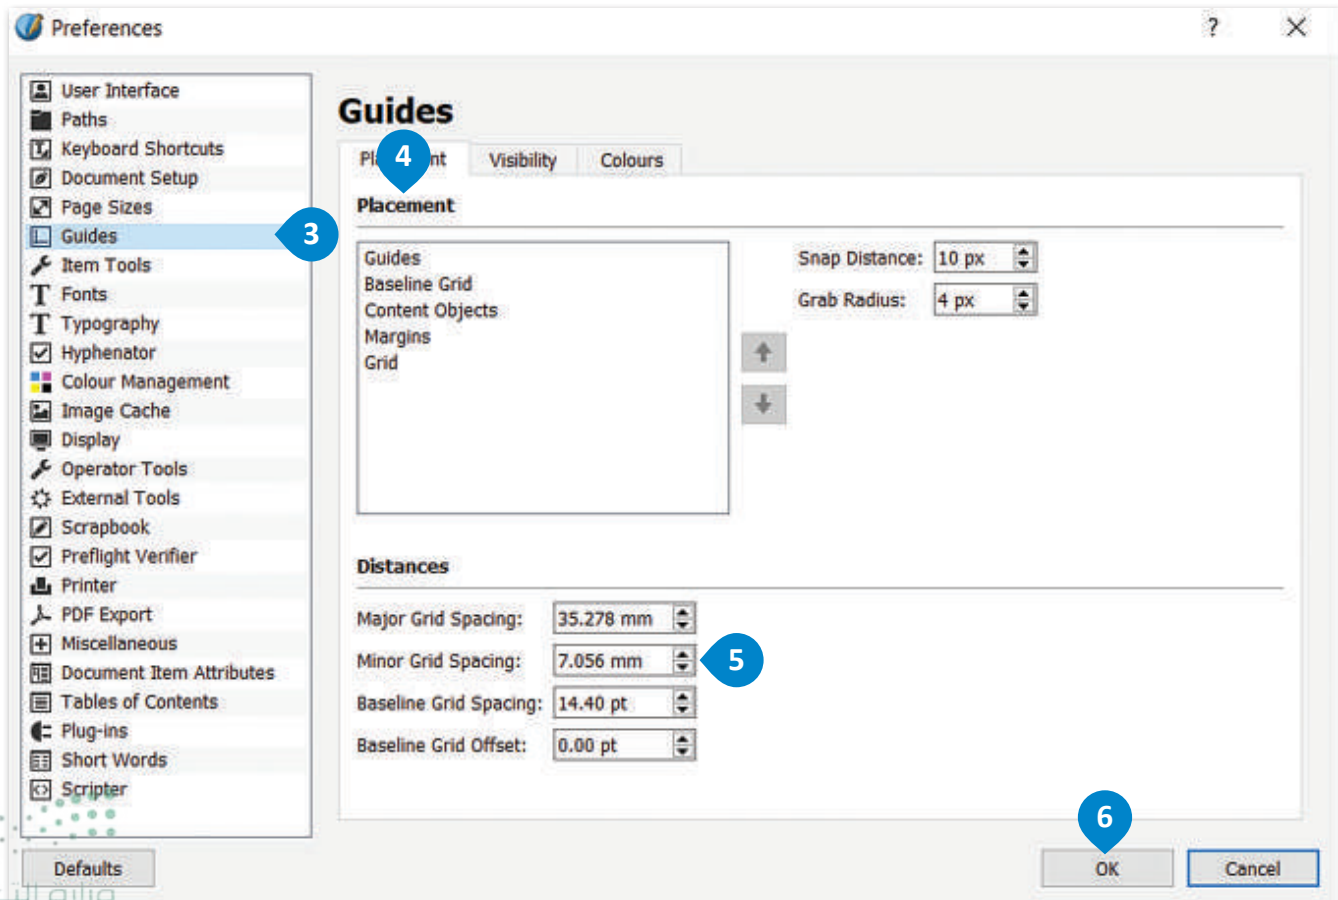 Preferences
?
User Interface
Paths
Keyboard Shortcuts
Document Setup
Page Sizes
Guides
3
Item Tools
Fonts
Typography
Hyphenator
Colour Management
Image Cache
Display
Operator Tools
External Tools
Scrapbook
Preflight Verifier
Printer
PDF Export
Miscellaneous
Document Item Attributes
Tables of Contents
Plug-ins
Short Words
Scripter
Defaults
Guides
4
Visibility
Colours
Placement
Guides
Baseline Grid
Content Objects
Margins
Grid
Snap Distance: 10 px
Grab Radius: 4 px
Distances
Major Grid Spacing: 35.278 mm
Minor Grid Spacing: 7.056 mm 5
Baseline Grid Spacing: 14.40 pt
Baseline Grid Offset: 0.00 pt
6
OK
Cancel